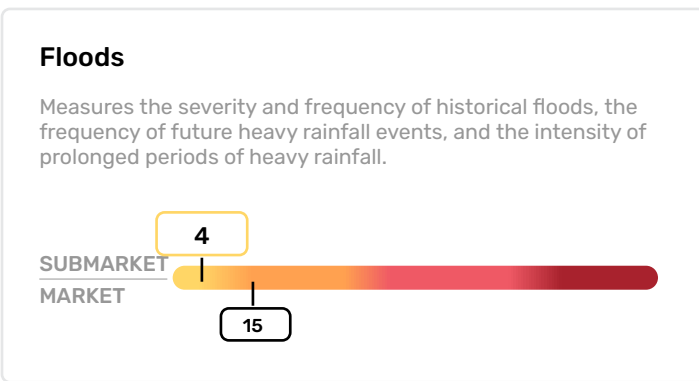 Floods
Measures the severity and frequency of historical floods, the
frequency of future heavy rainfall events, and the intensity of
prolonged periods of heavy rainfall.
4
SUBMARKET
MARKET
15